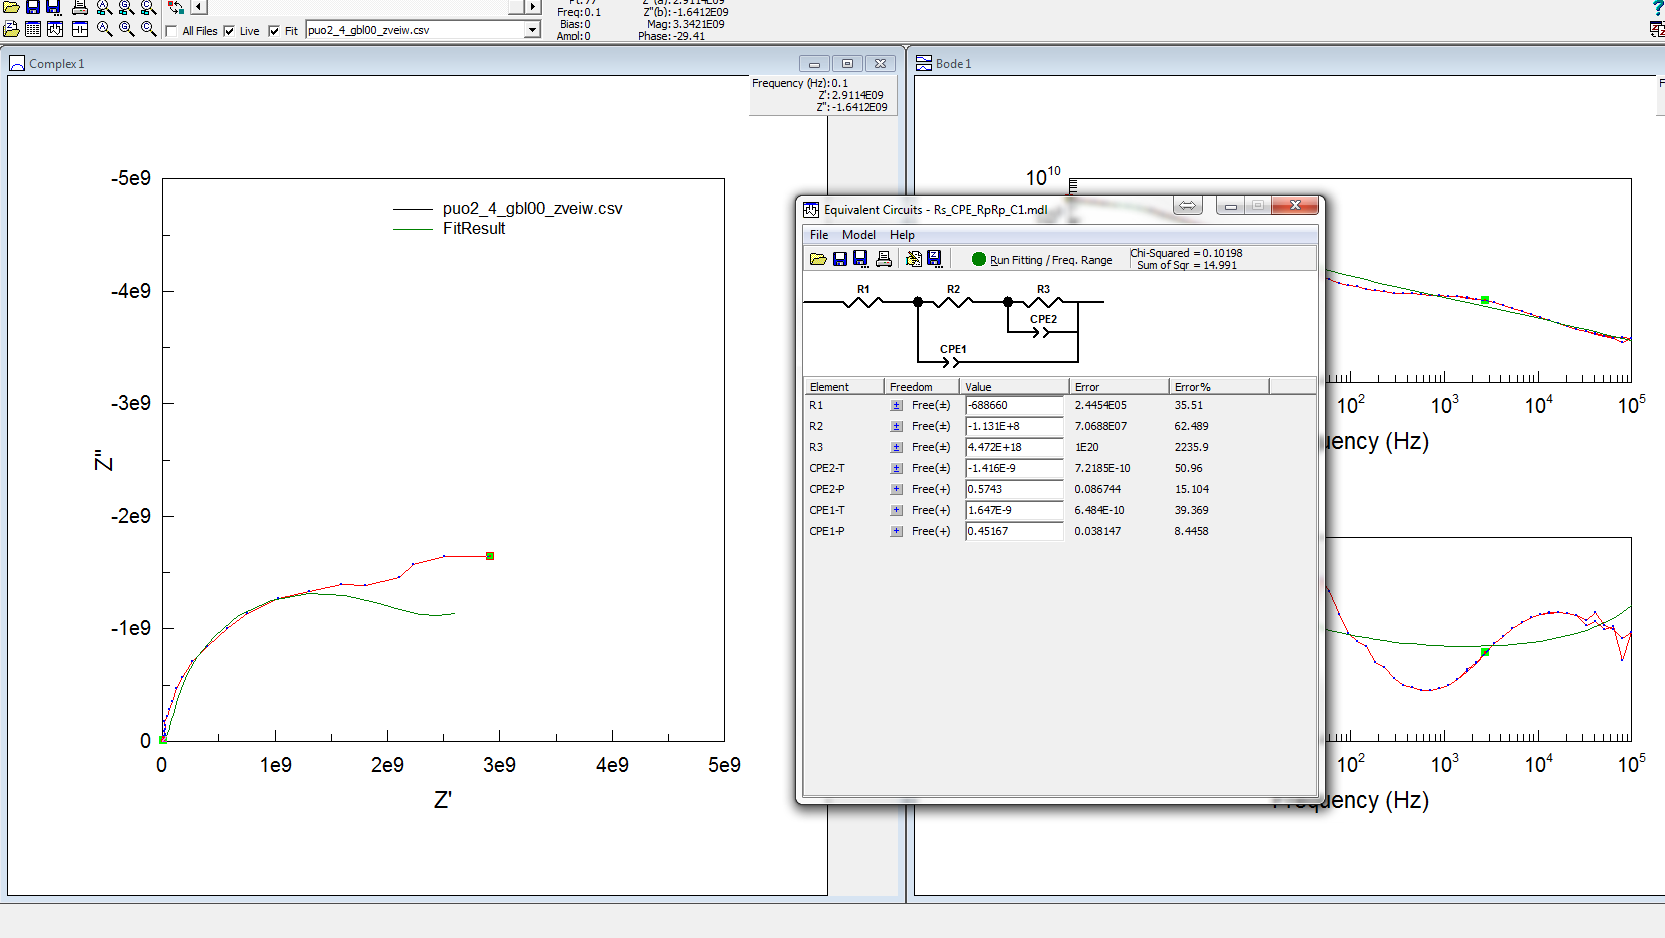 Pt:77
Freq:0.1
Bias:0
Ampl:0
Z'(a):2.9114E09
Z''(b):-1.6412E09
Mag:3.3421E09
Phase:-29.41
All Files
Live
Fit
puo2_4_gbl00_zveiw.csv
Complex1
Frequency (Hz):0.1
Z':2.9114E09
Z'':-1.6412E09
-5e9
-4e9
-3e9
-2e9
-1e9
0
Z''
puo2_4_gbl00_zveiw.csv
FitResult
0 1e9 2e9 3e9 4e9 5e9
Z'
Bode1
F
10^10
10^2 10^3 10^4 10^5
uency (Hz)
10^2 10^3 10^4 10^5
Frequency (Hz)
Equivalent Circuits - Rs_CPE_RpRp_C1.mdl
File Model Help
Run Fitting / Freq. Range
Chi-Squared = 0.10198
Sum of Sqr = 14.991
R1 R2 R3
CPE2
CPE1
Element Freedom Value Error Error%
R1 Free(±) -688660 2.4454E05 35.51
R2 Free(±) -1.131E+8 7.0688E07 62.489
R3 Free(±) 4.472E+18 1E20 2235.9
CPE2-T Free(±) -1.416E-9 7.2185E-10 50.96
CPE2-P Free(+) 0.5743 0.086744 15.104
CPE1-T Free(+) 1.647E-9 6.484E-10 39.369
CPE1-P Free(+) 0.45167 0.038147 8.4458